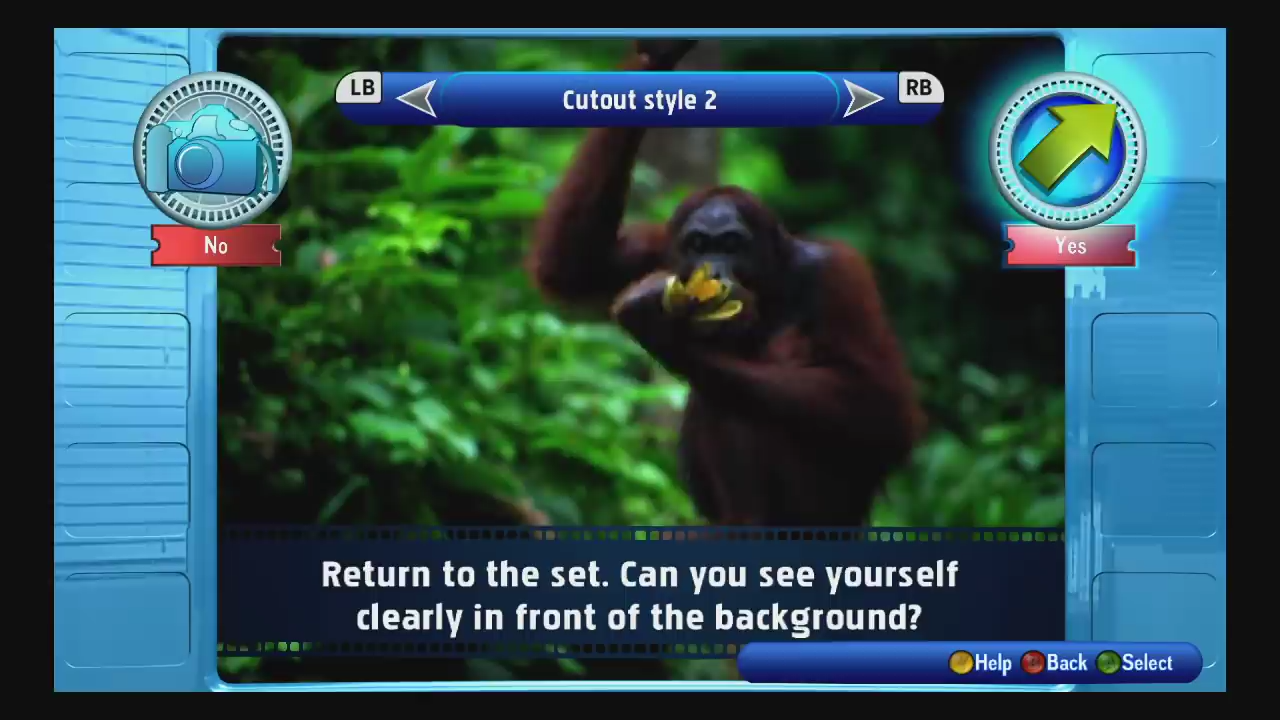 LB
Cutout style 2
RB
No
Yes
Return to the set. Can you see yourself
clearly in front of the background?
Help Back Select